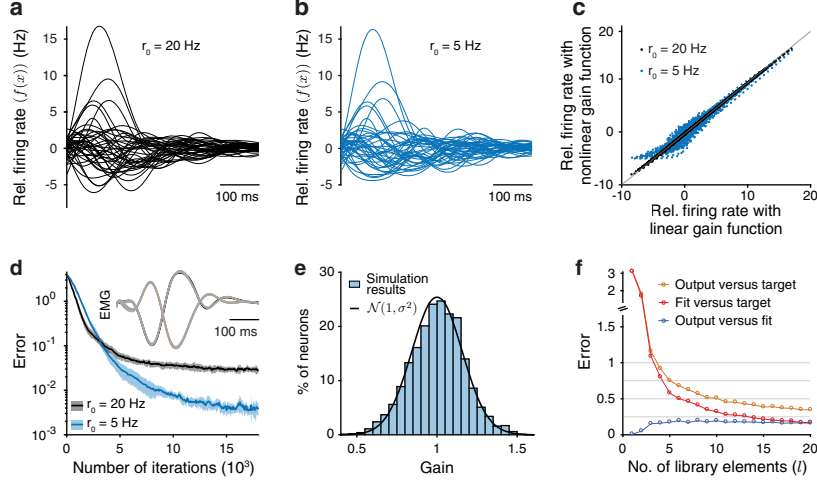 a
Rel. firing rate (f(x)) (Hz)
15
10
5
0
-5
r0 = 20 Hz
100 ms
b
Rel. firing rate (f(x)) (Hz)
15
10
5
0
-5
r0 = 5 Hz
100 ms
c
Rel. firing rate with
nonlinear gain function
20
10
0
-10
r0 = 20 Hz
r0 = 5 Hz
-10 0 10 20
Rel. firing rate with
linear gain function
d
Error
10^0
10^-1
10^-2
10^-3
EMG
100 ms
r0 = 20 Hz
r0 = 5 Hz
0 5 10 15
Number of iterations (10^3)
e
% of neurons
30
20
10
0
Simulation
results
N(1, σ^2)
0.5 1 1.5
Gain
f
Error
3
2
1
0.5
0
Output versus target
Fit versus target
Output versus fit
0 5 10 15 20
No. of library elements (l)